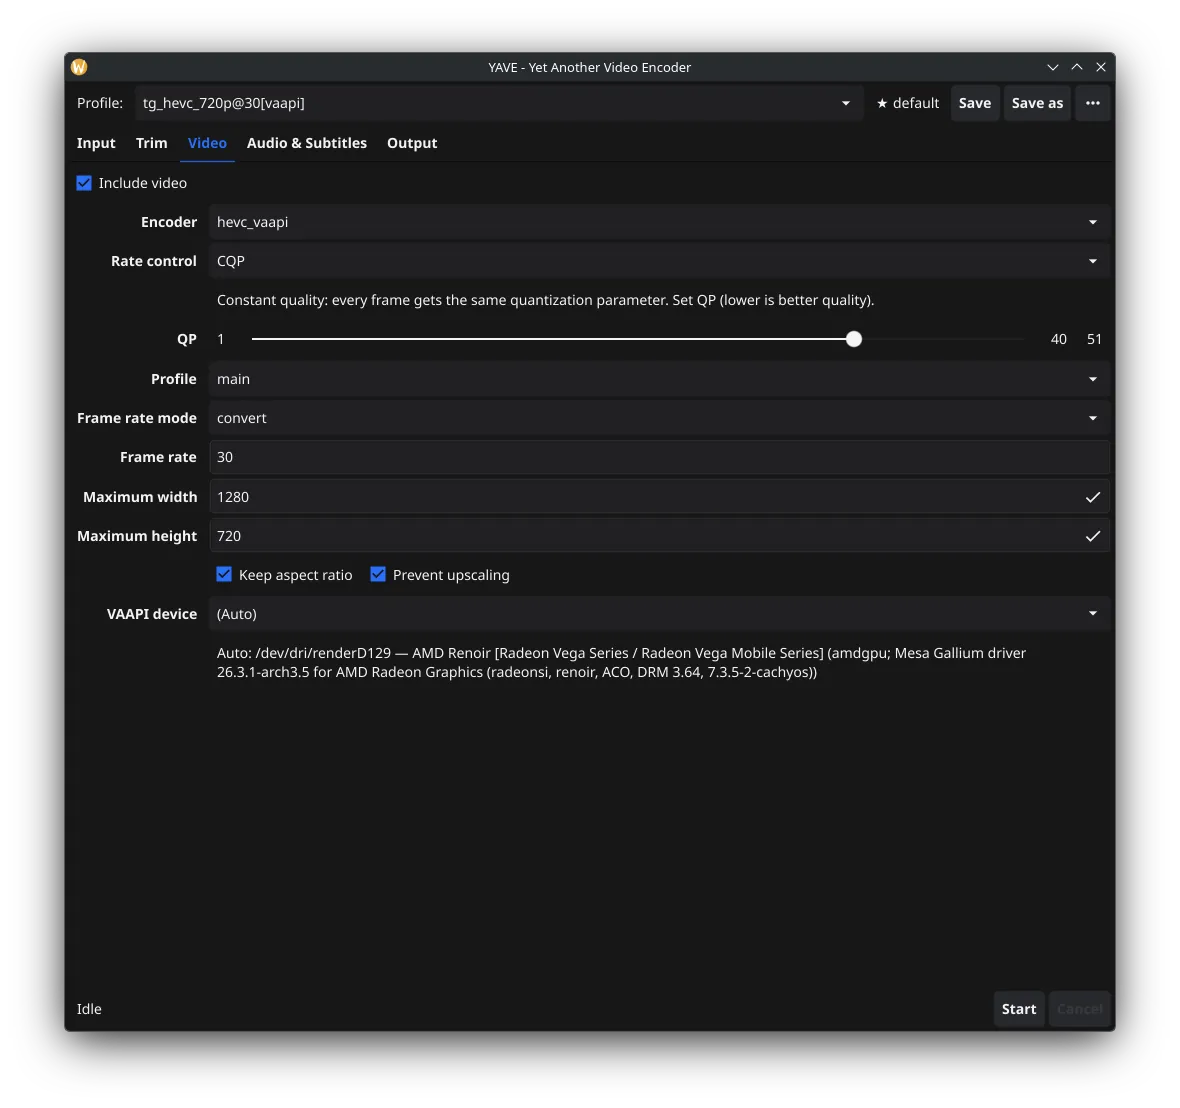 YAVE - Yet Another Video Encoder
Profile: tg_hevc_720p@30[vaapi] ★ default Save Save as ···
Input Trim Video Audio & Subtitles Output
Include video
Encoder hevc_vaapi
Rate control CQP
Constant quality: every frame gets the same quantization parameter. Set QP (lower is better quality).
QP 1 40 51
Profile main
Frame rate mode convert
Frame rate 30
Maximum width 1280
Maximum height 720
Keep aspect ratio Prevent upscaling
VAAPI device (Auto)
Auto: /dev/dri/renderD129 — AMD Renoir [Radeon Vega Series / Radeon Vega Mobile Series] (amdgpu; Mesa Gallium driver
26.3.1-arch3.5 for AMD Radeon Graphics (radeonsi, renoir, ACO, DRM 3.64, 7.3.5-2-cachyos))
Idle Start Cancel